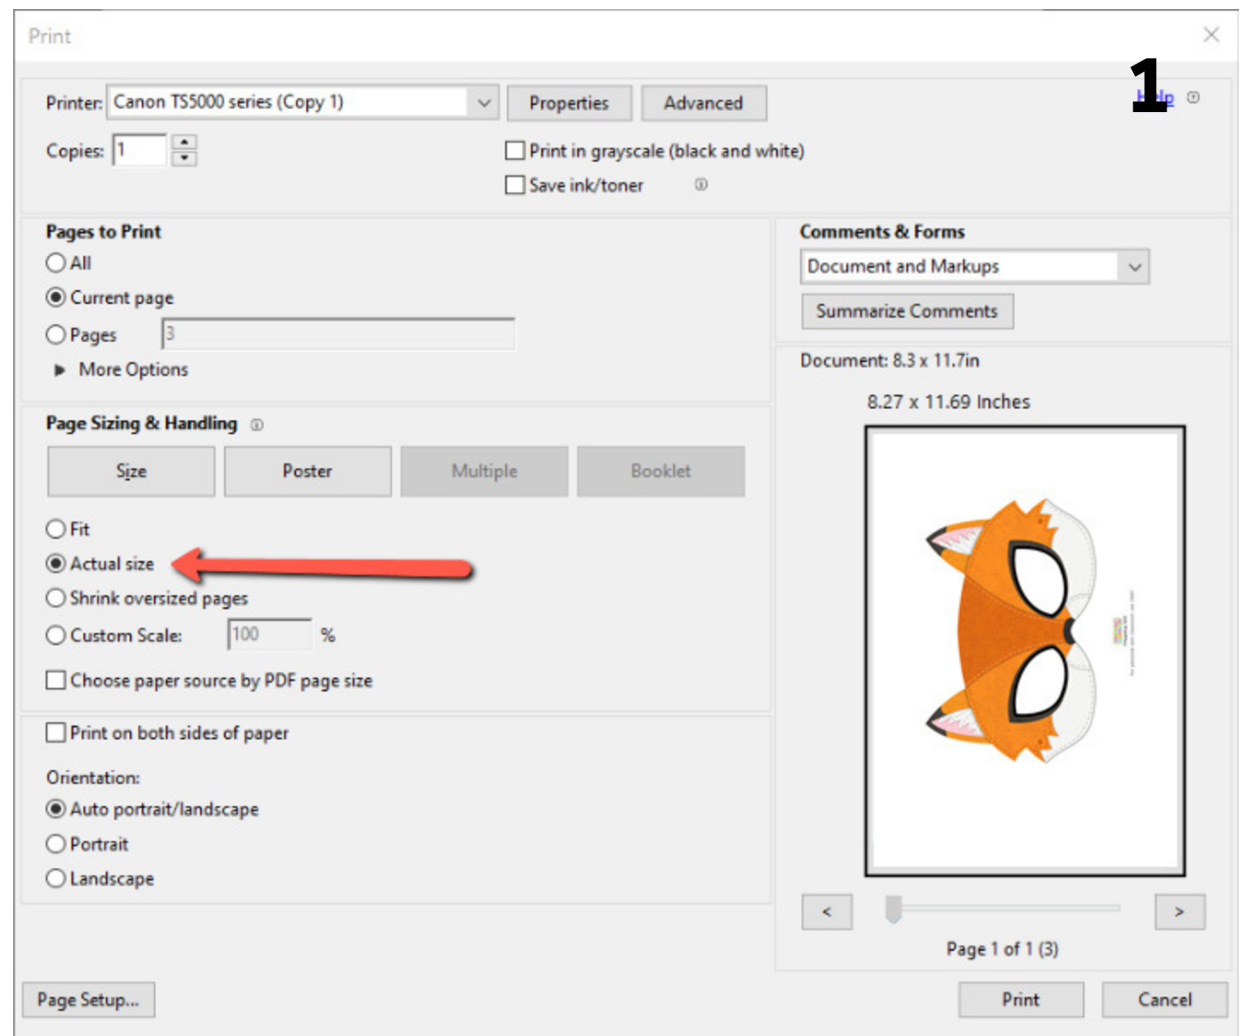 Print
1
Printer: Canon TS5000 series (Copy 1) Properties Advanced Help
Copies: 1 Print in grayscale (black and white)
Save ink/toner
Pages to Print
All
Current page
Pages 3
More Options
Comments & Forms
Document and Markups
Summarize Comments
Page Sizing & Handling
Size Poster Multiple Booklet
Fit
Actual size
Shrink oversized pages
Custom Scale: 100 %
Choose paper source by PDF page size
Print on both sides of paper
Orientation:
Auto portrait/landscape
Portrait
Landscape
Document: 8.3 x 11.7in
8.27 x 11.69 Inches
< >
Page 1 of 1 (3)
Page Setup... Print Cancel